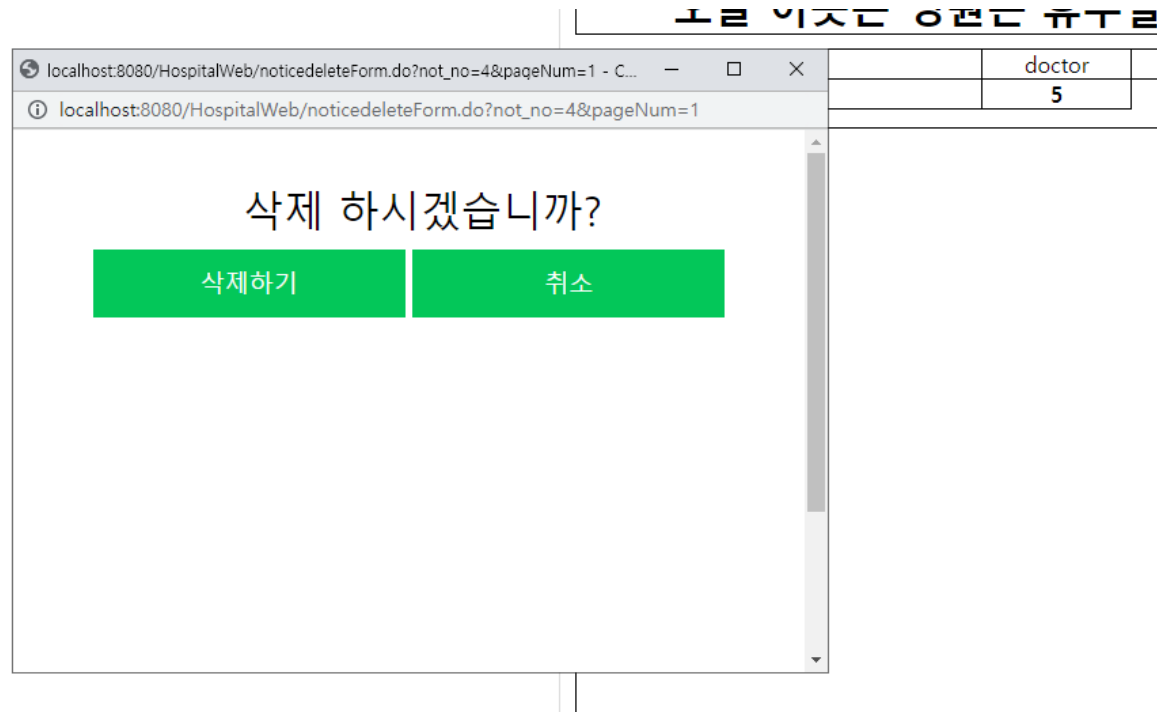 localhost:8080/HospitalWeb/noticedeleteForm.do?not_no=4&pageNum=1 - C...
localhost:8080/HospitalWeb/noticedeleteForm.do?not_no=4&pageNum=1
doctor
5
삭제 하시겠습니까?
삭제하기
취소